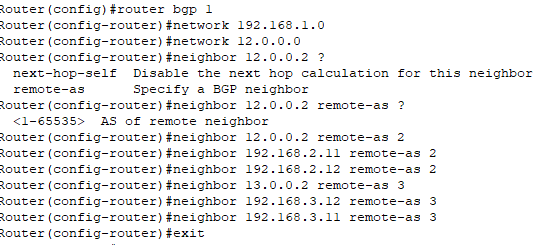 Router(config)#router bgp 1
Router(config-router)#network 192.168.1.0
Router(config-router)#network 12.0.0.0
Router(config-router)#neighbor 12.0.0.2 ?
  next-hop-self  Disable the next hop calculation for this neighbor
  remote-as      Specify a BGP neighbor
Router(config-router)#neighbor 12.0.0.2 remote-as ?
  <1-65535>  AS of remote neighbor
Router(config-router)#neighbor 12.0.0.2 remote-as 2
Router(config-router)#neighbor 192.168.2.11 remote-as 2
Router(config-router)#neighbor 192.168.2.12 remote-as 2
Router(config-router)#neighbor 13.0.0.2 remote-as 3
Router(config-router)#neighbor 192.168.3.12 remote-as 3
Router(config-router)#neighbor 192.168.3.11 remote-as 3
Router(config-router)#exit